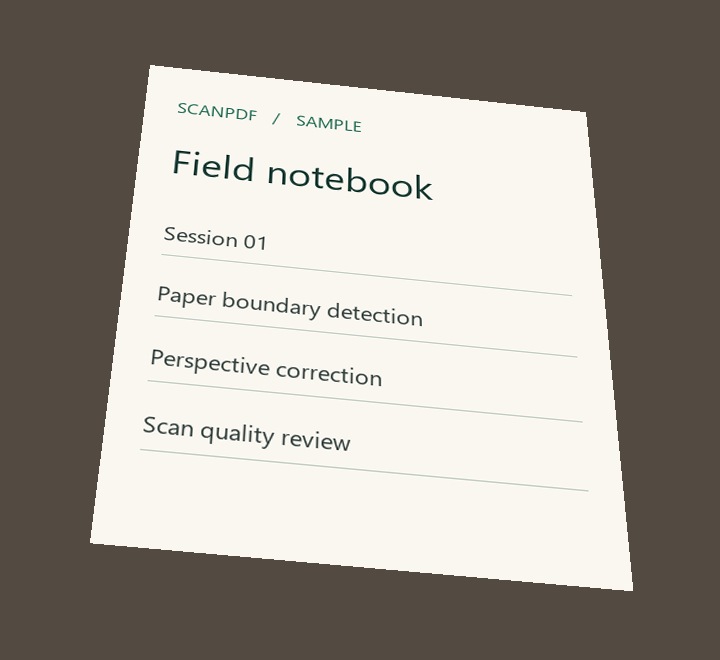 SCANPDF / SAMPLE
Field notebook
Session 01
Paper boundary detection
Perspective correction
Scan quality review